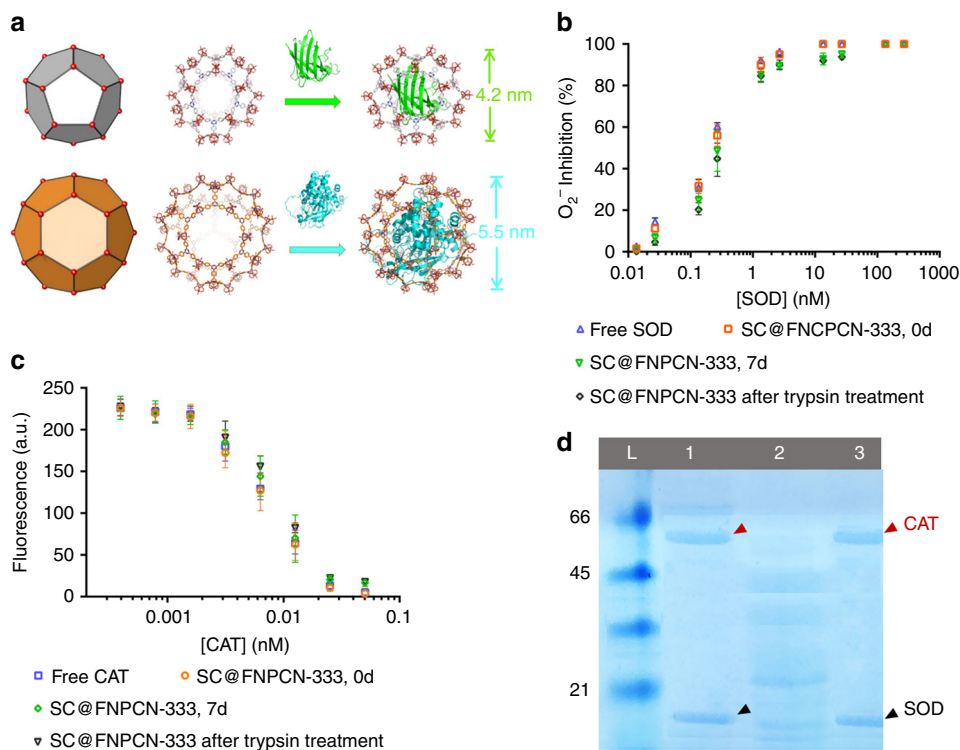 a
4.2 nm
5.5 nm
b
100
80
60
40
20
0
O2− Inhibition (%)
0.01 0.1 1 10 100 1000
[SOD] (nM)
Free SOD SC@FNCPCN-333, 0d
SC@FNPCN-333, 7d
SC@FNPCN-333 after trypsin treatment
c
250
200
150
100
50
0
Fluorescence (a.u.)
0.001 0.01 0.1
[CAT] (nM)
Free CAT SC@FNPCN-333, 0d
SC@FNPCN-333, 7d
SC@FNPCN-333 after trypsin treatment
d
L 1 2 3
66
CAT
45
21
SOD